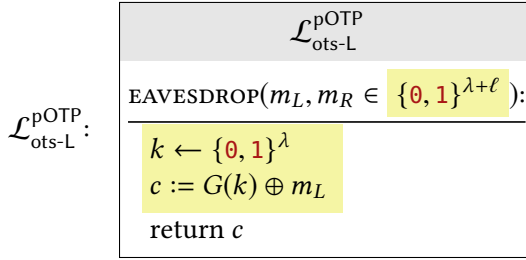 𝓛^pOTP_ots-L
EAVESDROP(m_L, m_R ∈ {0, 1}^{λ+ℓ}):
𝓛^pOTP_ots-L:
k ← {0, 1}^λ
c := G(k) ⊕ m_L
return c